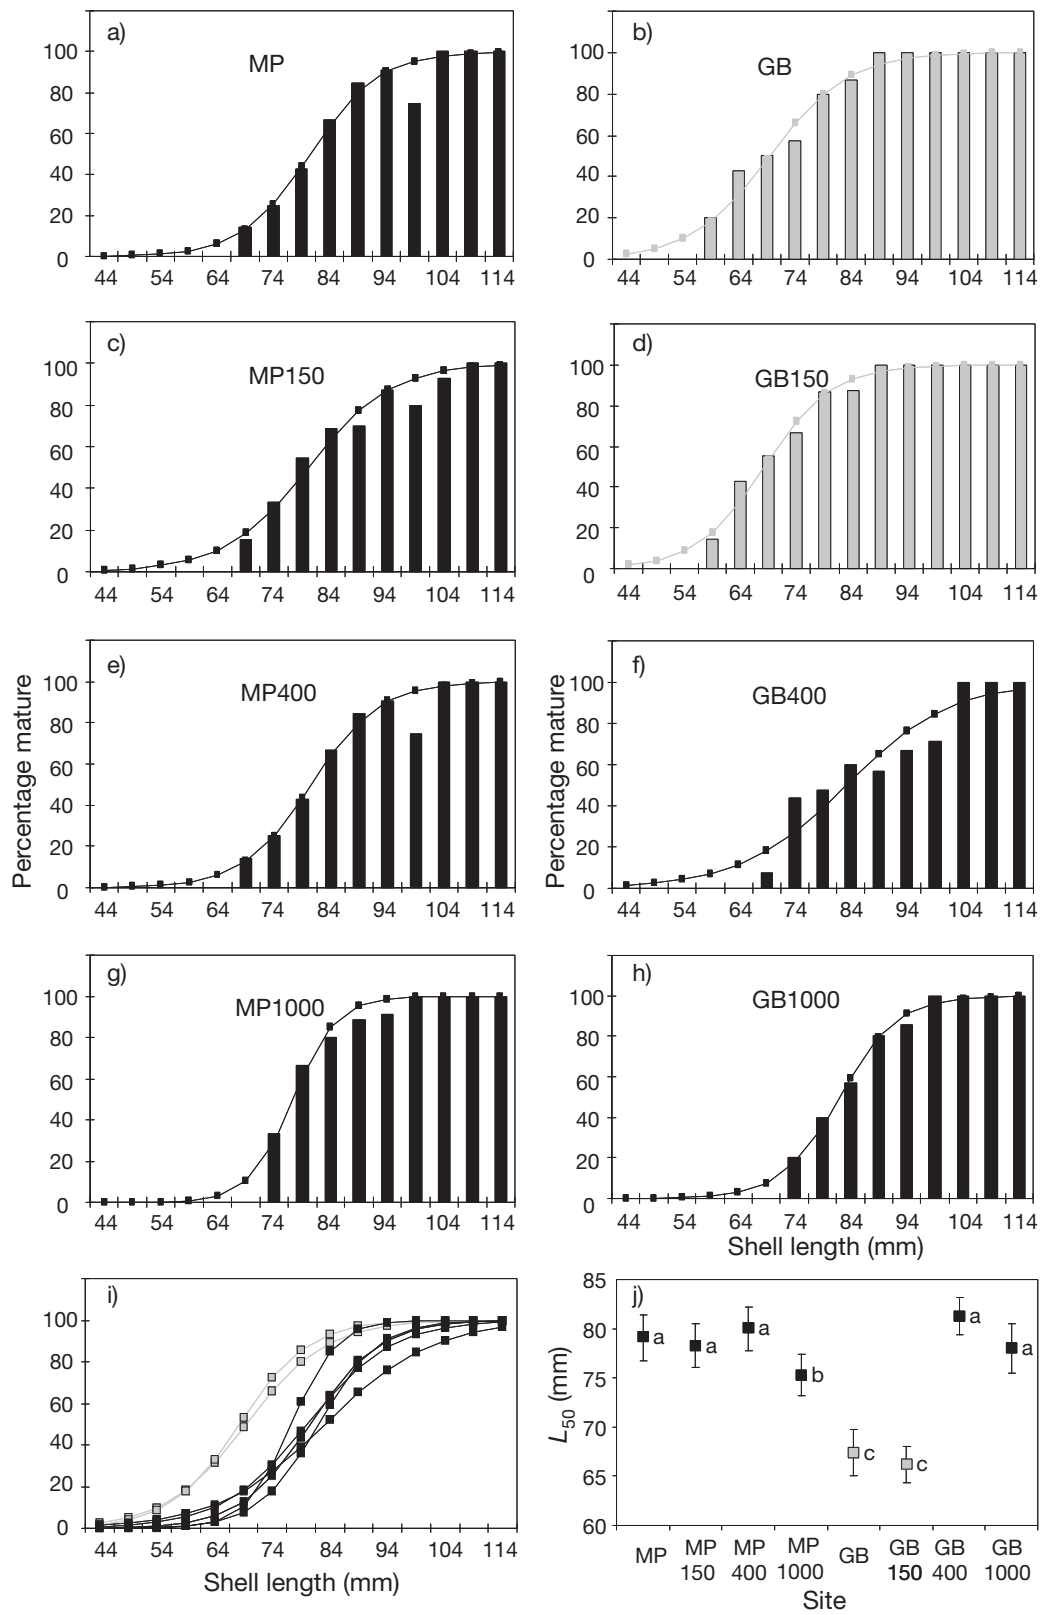 a)
MP
100
80
60
40
20
0
44 54 64 74 84 94 104 114
b)
GB
100
80
60
40
20
0
44 54 64 74 84 94 104 114
c)
MP150
100
80
60
40
20
0
44 54 64 74 84 94 104 114
d)
GB150
100
80
60
40
20
0
44 54 64 74 84 94 104 114
Percentage mature
e)
MP400
100
80
60
40
20
0
44 54 64 74 84 94 104 114
Percentage mature
f)
GB400
100
80
60
40
20
0
44 54 64 74 84 94 104 114
g)
MP1000
100
80
60
40
20
0
44 54 64 74 84 94 104 114
h)
GB1000
100
80
60
40
20
0
44 54 64 74 84 94 104 114
Shell length (mm)
i)
100
80
60
40
20
0
44 54 64 74 84 94 104 114
Shell length (mm)
j)
L50 (mm)
85
80
75
70
65
60
a a a b c c a a
MP MP MP MP GB GB GB GB
150 400 1000 150 400 1000
Site